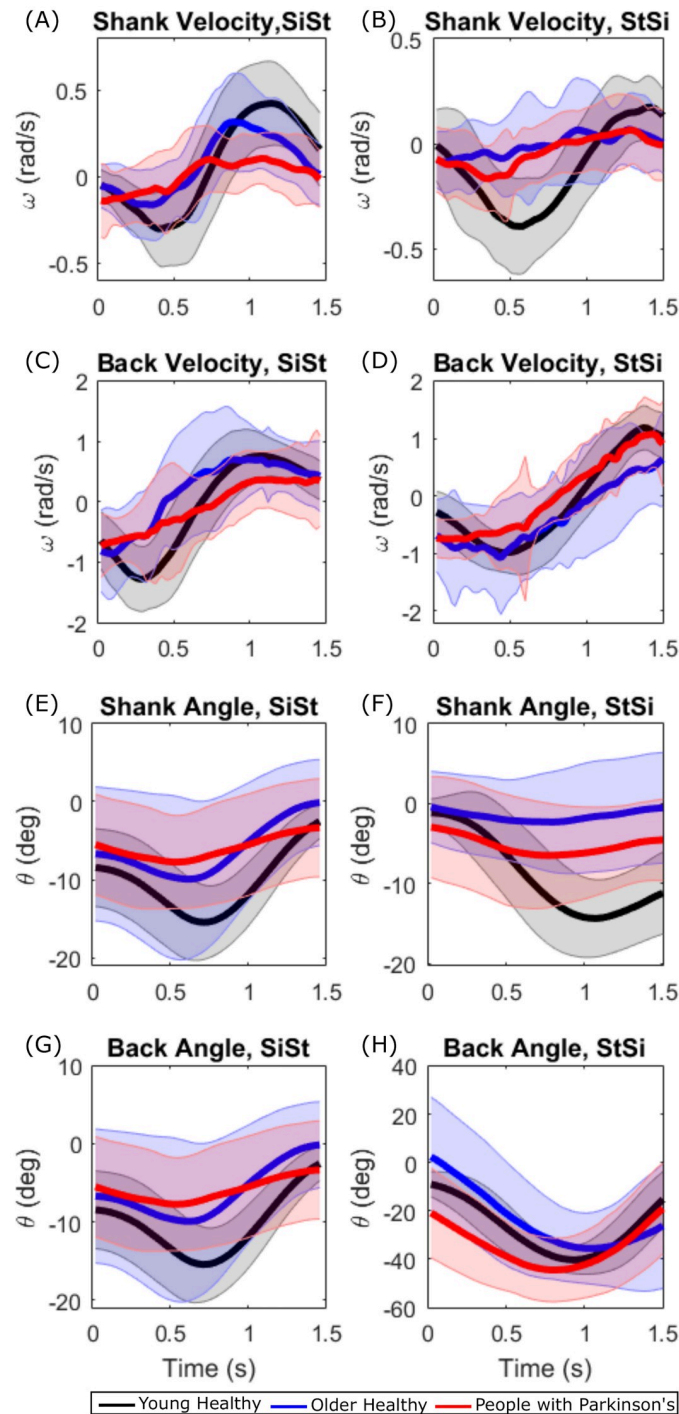 (A) Shank Velocity,SiSt
(B) Shank Velocity, StSi
0.5
0
-0.5
ω (rad/s)
0 0.5 1 1.5
0.5
0
-0.5
ω (rad/s)
0 0.5 1 1.5
(C) Back Velocity, SiSt
(D) Back Velocity, StSi
2
1
0
-1
-2
ω (rad/s)
0 0.5 1 1.5
2
1
0
-1
-2
ω (rad/s)
0 0.5 1 1.5
(E) Shank Angle, SiSt
(F) Shank Angle, StSi
10
0
-10
-20
θ (deg)
0 0.5 1 1.5
10
0
-10
-20
θ (deg)
0 0.5 1 1.5
(G) Back Angle, SiSt
(H) Back Angle, StSi
10
0
-10
-20
θ (deg)
0 0.5 1 1.5
Time (s)
40
20
0
-20
-40
-60
θ (deg)
0 0.5 1 1.5
Time (s)
Young Healthy Older Healthy People with Parkinson's